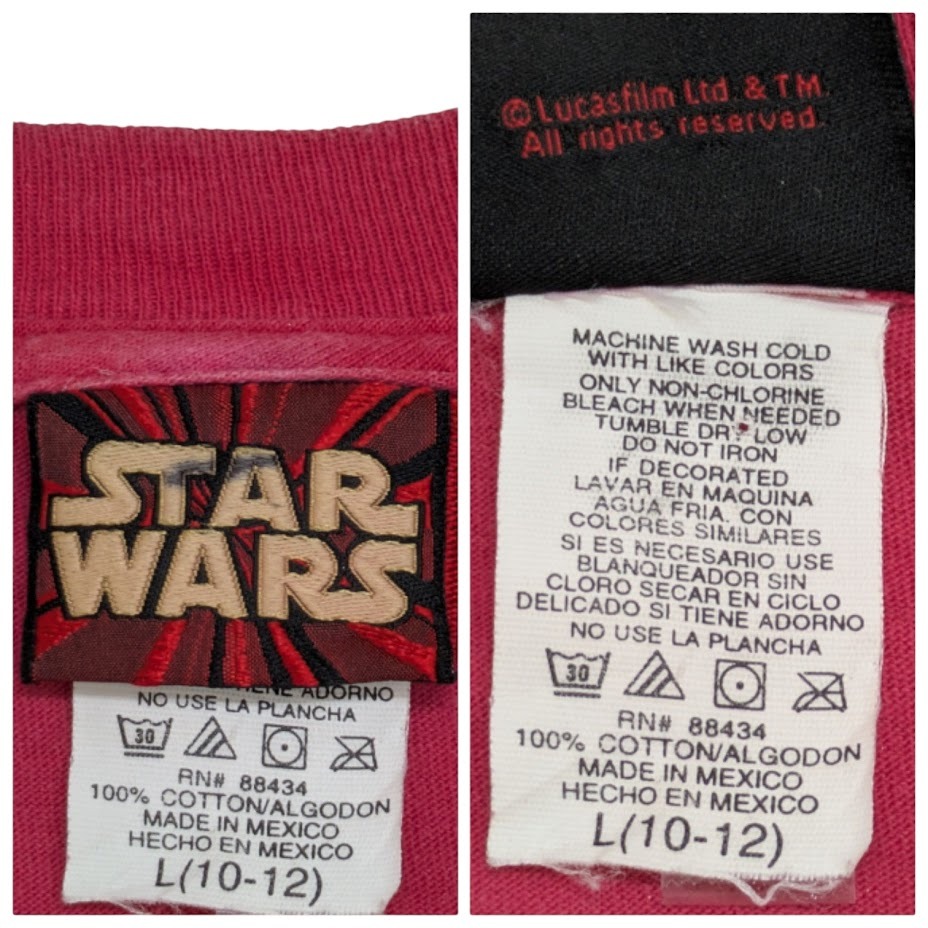 STAR
WARS
TIENE ADORNO
NO USE LA PLANCHA
30
RN# 88434
100% COTTON/ALGODON
MADE IN MEXICO
HECHO EN MEXICO
L(10-12)
© Lucasfilm Ltd. & TM.
All rights reserved.
MACHINE WASH COLD
WITH LIKE COLORS
ONLY NON-CHLORINE
BLEACH WHEN NEEDED
TUMBLE DRY LOW
DO NOT IRON
IF DECORATED
LAVAR EN MAQUINA
AGUA FRIA. CON
COLORES SIMILARES
SI ES NECESARIO USE
BLANQUEADOR SIN
CLORO SECAR EN CICLO
DELICADO SI TIENE ADORNO
NO USE LA PLANCHA
30
RN# 88434
100% COTTON/ALGODON
MADE IN MEXICO
HECHO EN MEXICO
L(10-12)